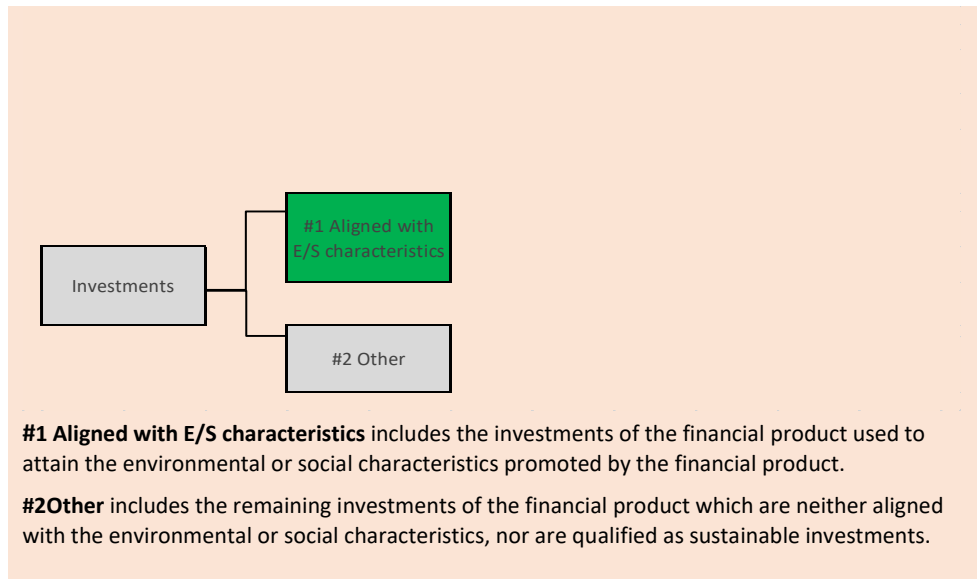 #1 Aligned with
E/S characteristics
Investments
#2 Other
#1 Aligned with E/S characteristics includes the investments of the financial product used to
attain the environmental or social characteristics promoted by the financial product.
#2Other includes the remaining investments of the financial product which are neither aligned
with the environmental or social characteristics, nor are qualified as sustainable investments.